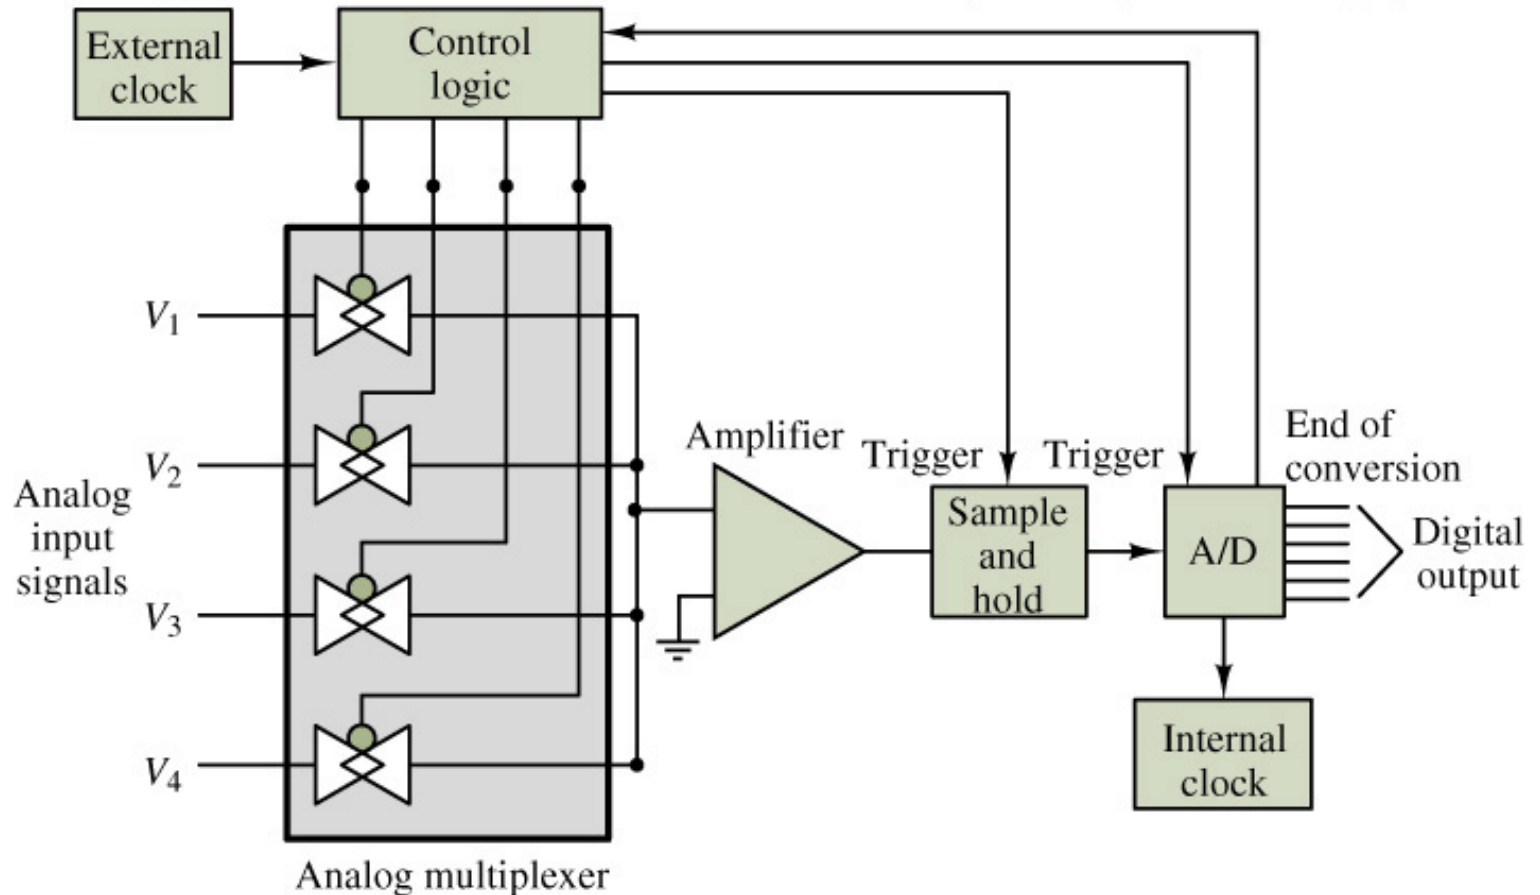 External
clock
Control
logic
V1
V2
Analog
input
signals
V3
V4
Analog multiplexer
Amplifier
Trigger
Sample
and
hold
Trigger
A/D
End of
conversion
Digital
output
Internal
clock